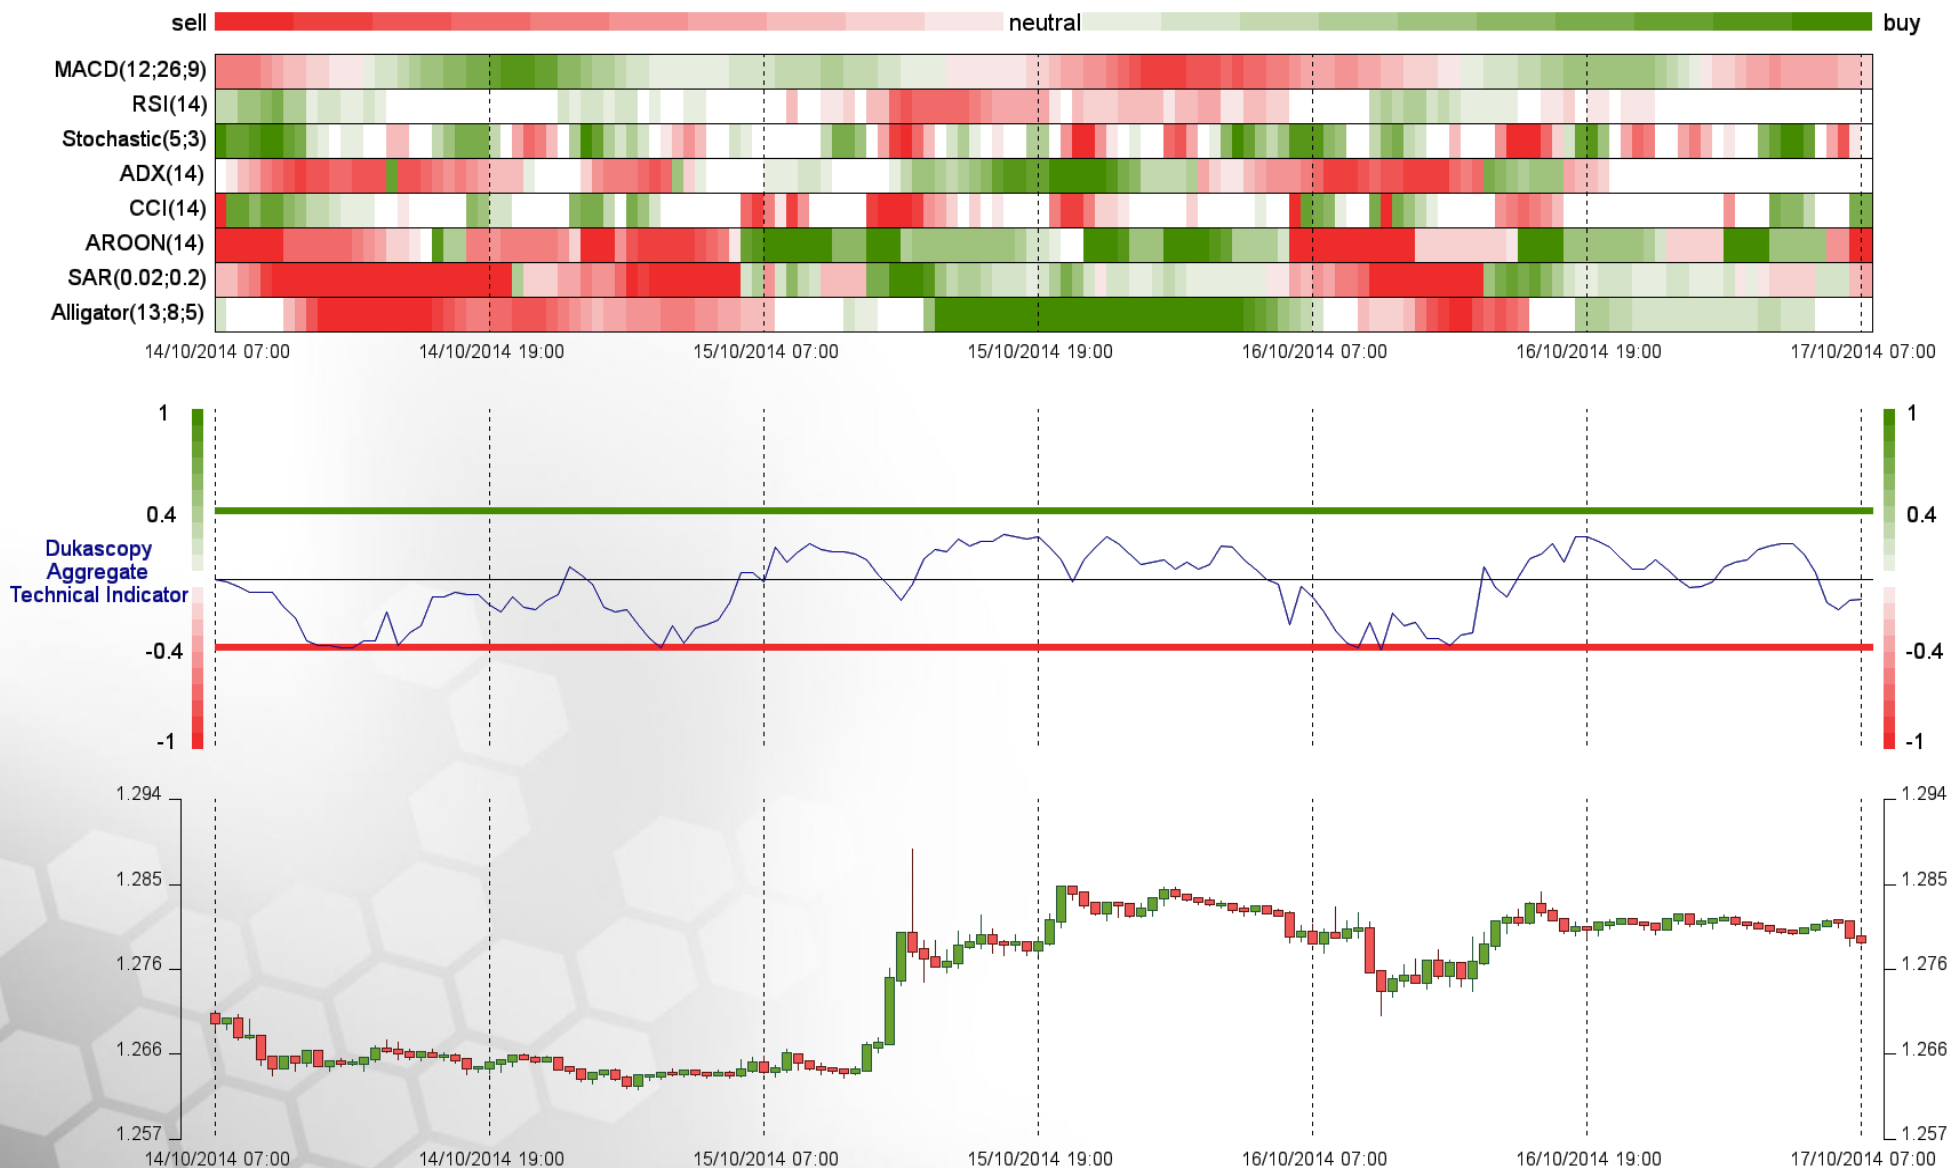 sell neutral buy
MACD(12;26;9)
RSI(14)
Stochastic(5;3)
ADX(14)
CCI(14)
AROON(14)
SAR(0.02;0.2)
Alligator(13;8;5)
14/10/2014 07:00 14/10/2014 19:00 15/10/2014 07:00 15/10/2014 19:00 16/10/2014 07:00 16/10/2014 19:00 17/10/2014 07:00
1 1
0.4 0.4
Dukascopy
Aggregate
Technical Indicator
-0.4 -0.4
-1 -1
1.294 1.294
1.285 1.285
1.276 1.276
1.266 1.266
1.257 1.257
14/10/2014 07:00 14/10/2014 19:00 15/10/2014 07:00 15/10/2014 19:00 16/10/2014 07:00 16/10/2014 19:00 17/10/2014 07:00